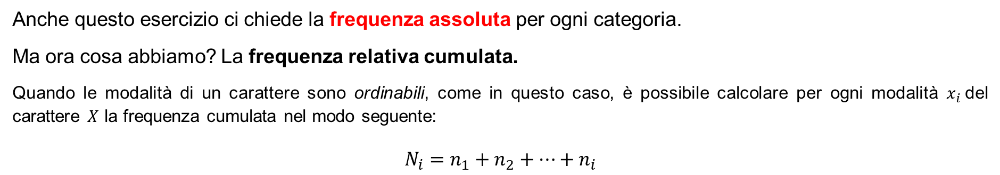 Anche questo esercizio ci chiede la frequenza assoluta per ogni categoria.
Ma ora cosa abbiamo? La frequenza relativa cumulata.
Quando le modalità di un carattere sono ordinabili, come in questo caso, è possibile calcolare per ogni modalità xᵢ del
carattere X la frequenza cumulata nel modo seguente:
Nᵢ = n₁ + n₂ + ⋯ + nᵢ